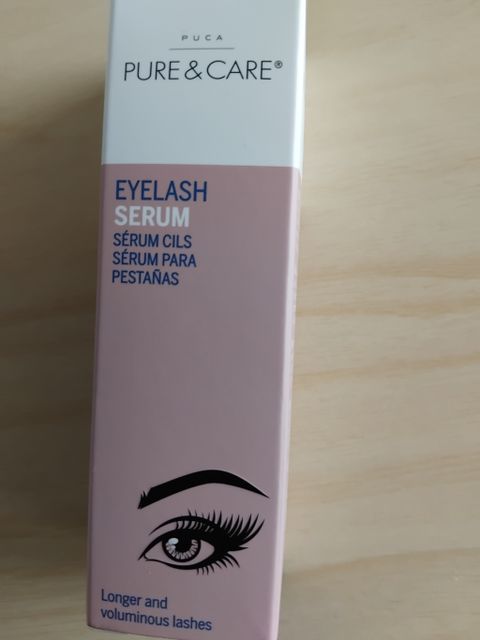 PUCA
PURE & CARE®
EYELASH
SERUM
SÉRUM CILS
SÉRUM PARA
PESTAÑAS
Longer and
voluminous lashes